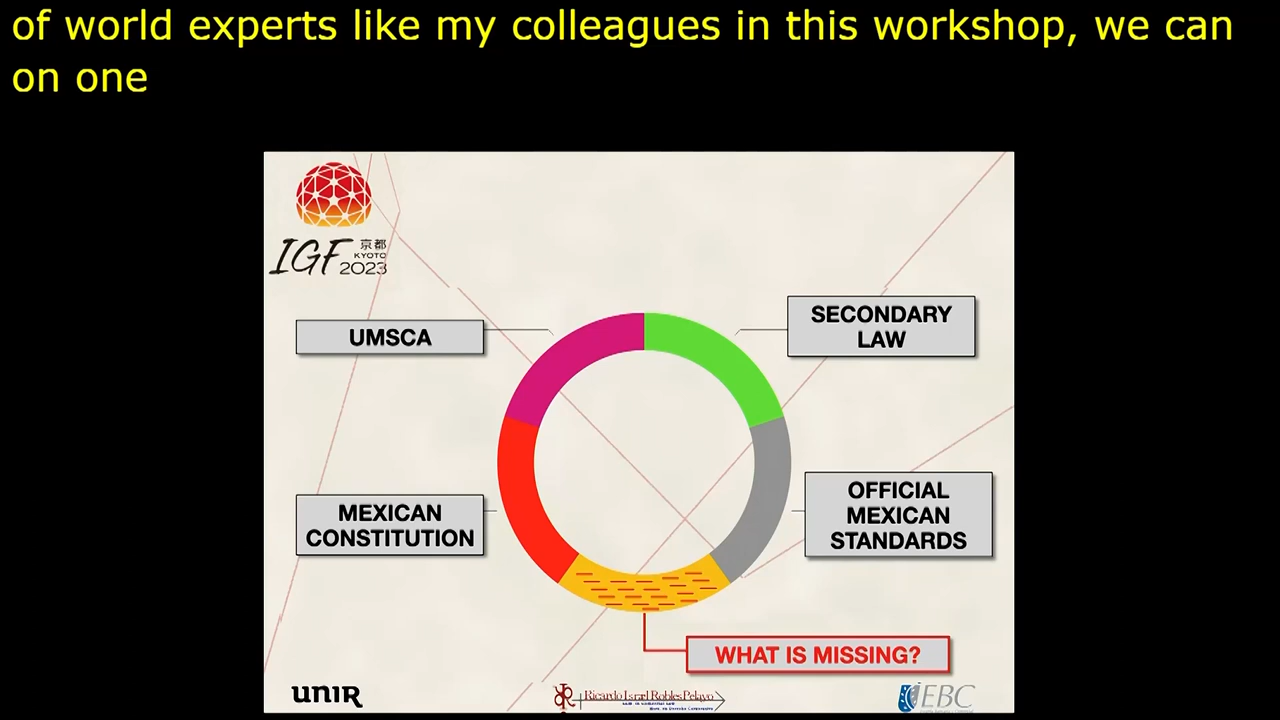 of world experts like my colleagues in this workshop, we can
on one
IGF 京都
KYOTO
2023
UMSCA
SECONDARY
LAW
MEXICAN
CONSTITUTION
OFFICIAL
MEXICAN
STANDARDS
WHAT IS MISSING?
unir
Ricardo Israel Robles Pelayo
EBC